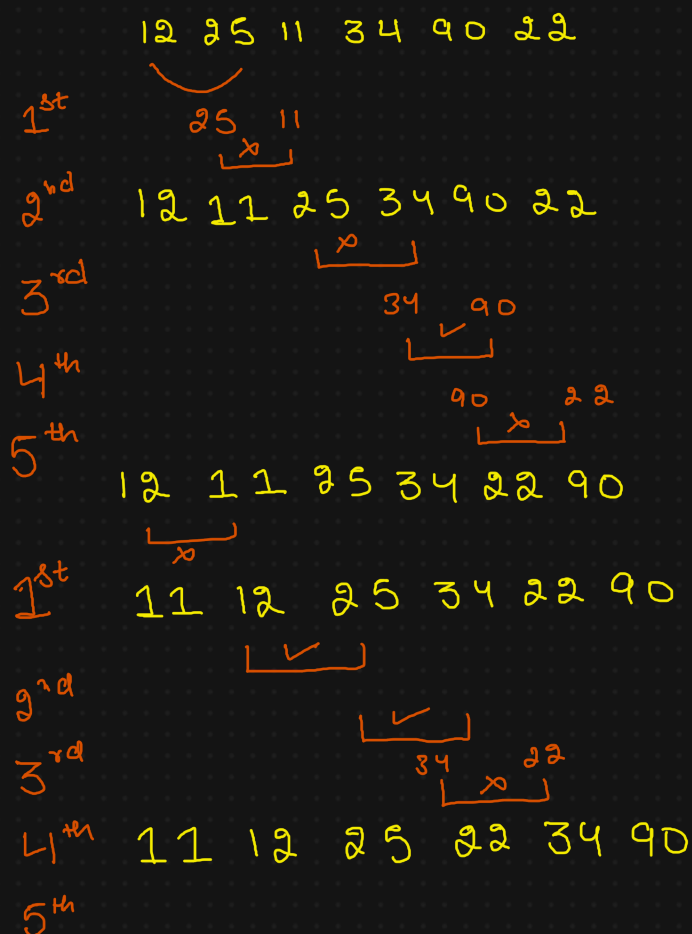 12 25 11 34 90 22
1st
25 11
x
2nd 12 11 25 34 90 22
x
3rd
34 90
✓
4th
90 22
x
5th
12 11 25 34 22 90
x
1st 11 12 25 34 22 90
✓
2nd
✓
3rd 34 22
x
4th 11 12 25 22 34 90
5th